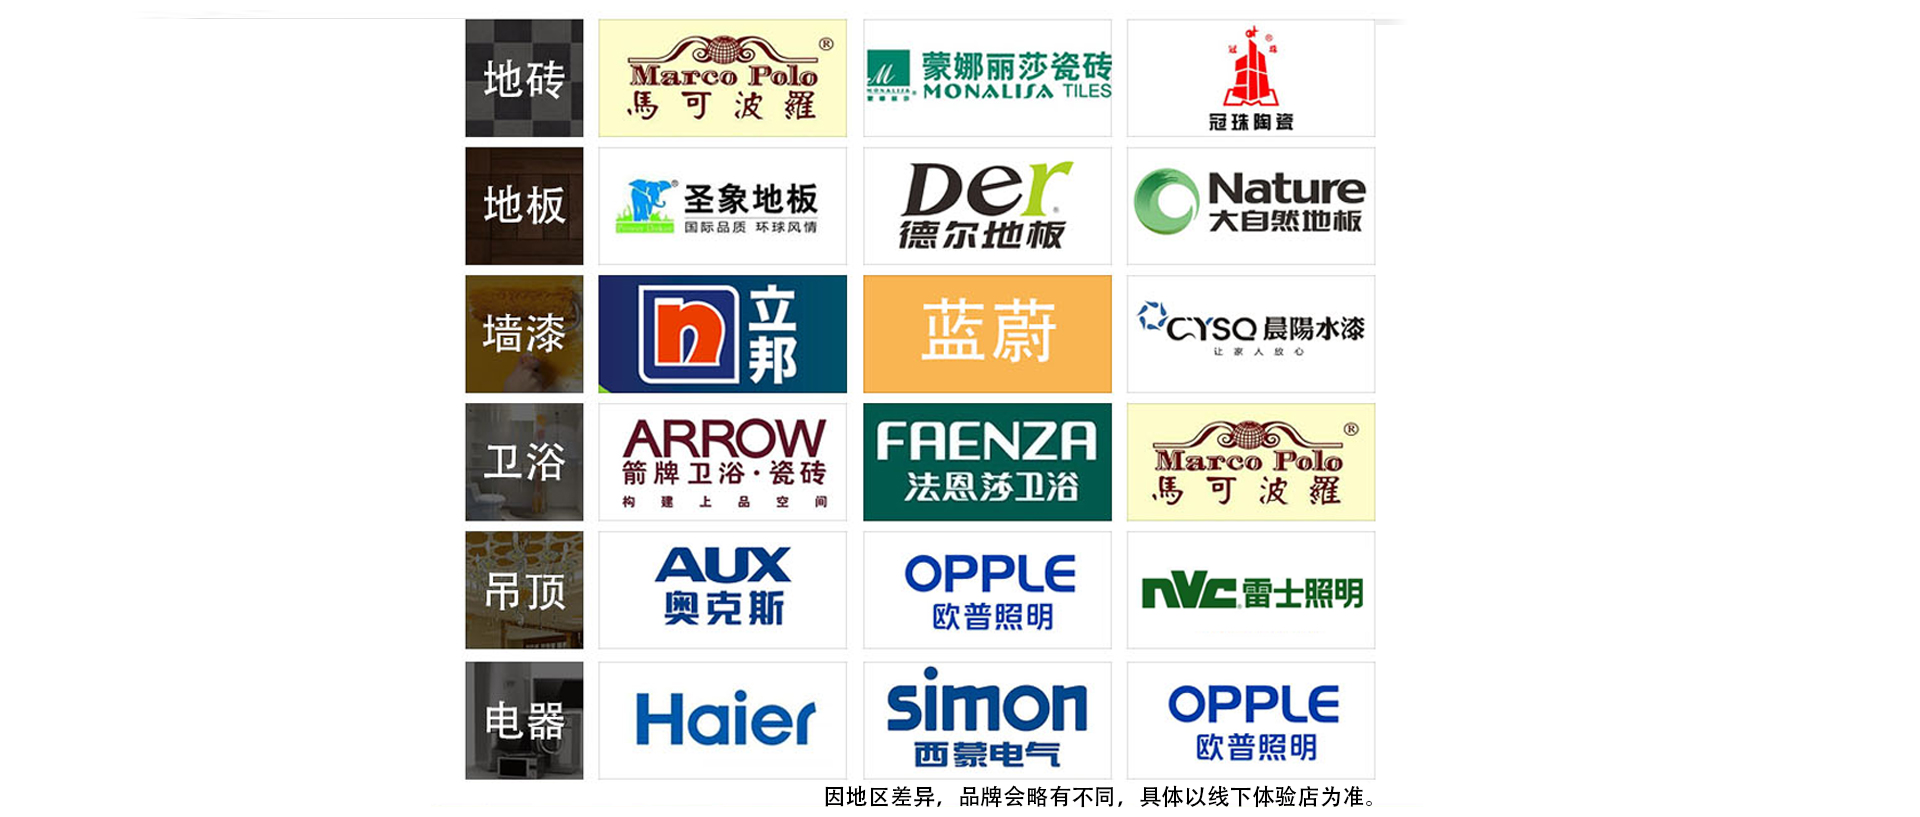 地砖
Marco Polo ®
馬可波羅
M
MONALISA
蒙娜丽莎瓷砖
MONALISA TILES
冠 珠 ®
冠珠陶瓷
地板
圣象地板 ®
国际品质 环球风情
Der ®
德尔地板
Nature
大自然地板
墙漆
n 立邦
蓝蔚
CYSQ 晨陽水漆
让家人放心
卫浴
ARROW
箭牌卫浴·瓷砖
构建上品空间
FAENZA
法恩莎卫浴
Marco Polo ®
馬可波羅
吊顶
AUX
奥克斯
OPPLE
欧普照明
nvc 雷士照明
电器
Haier
simon
西蒙电气
OPPLE
欧普照明
因地区差异，品牌会略有不同，具体以线下体验店为准。